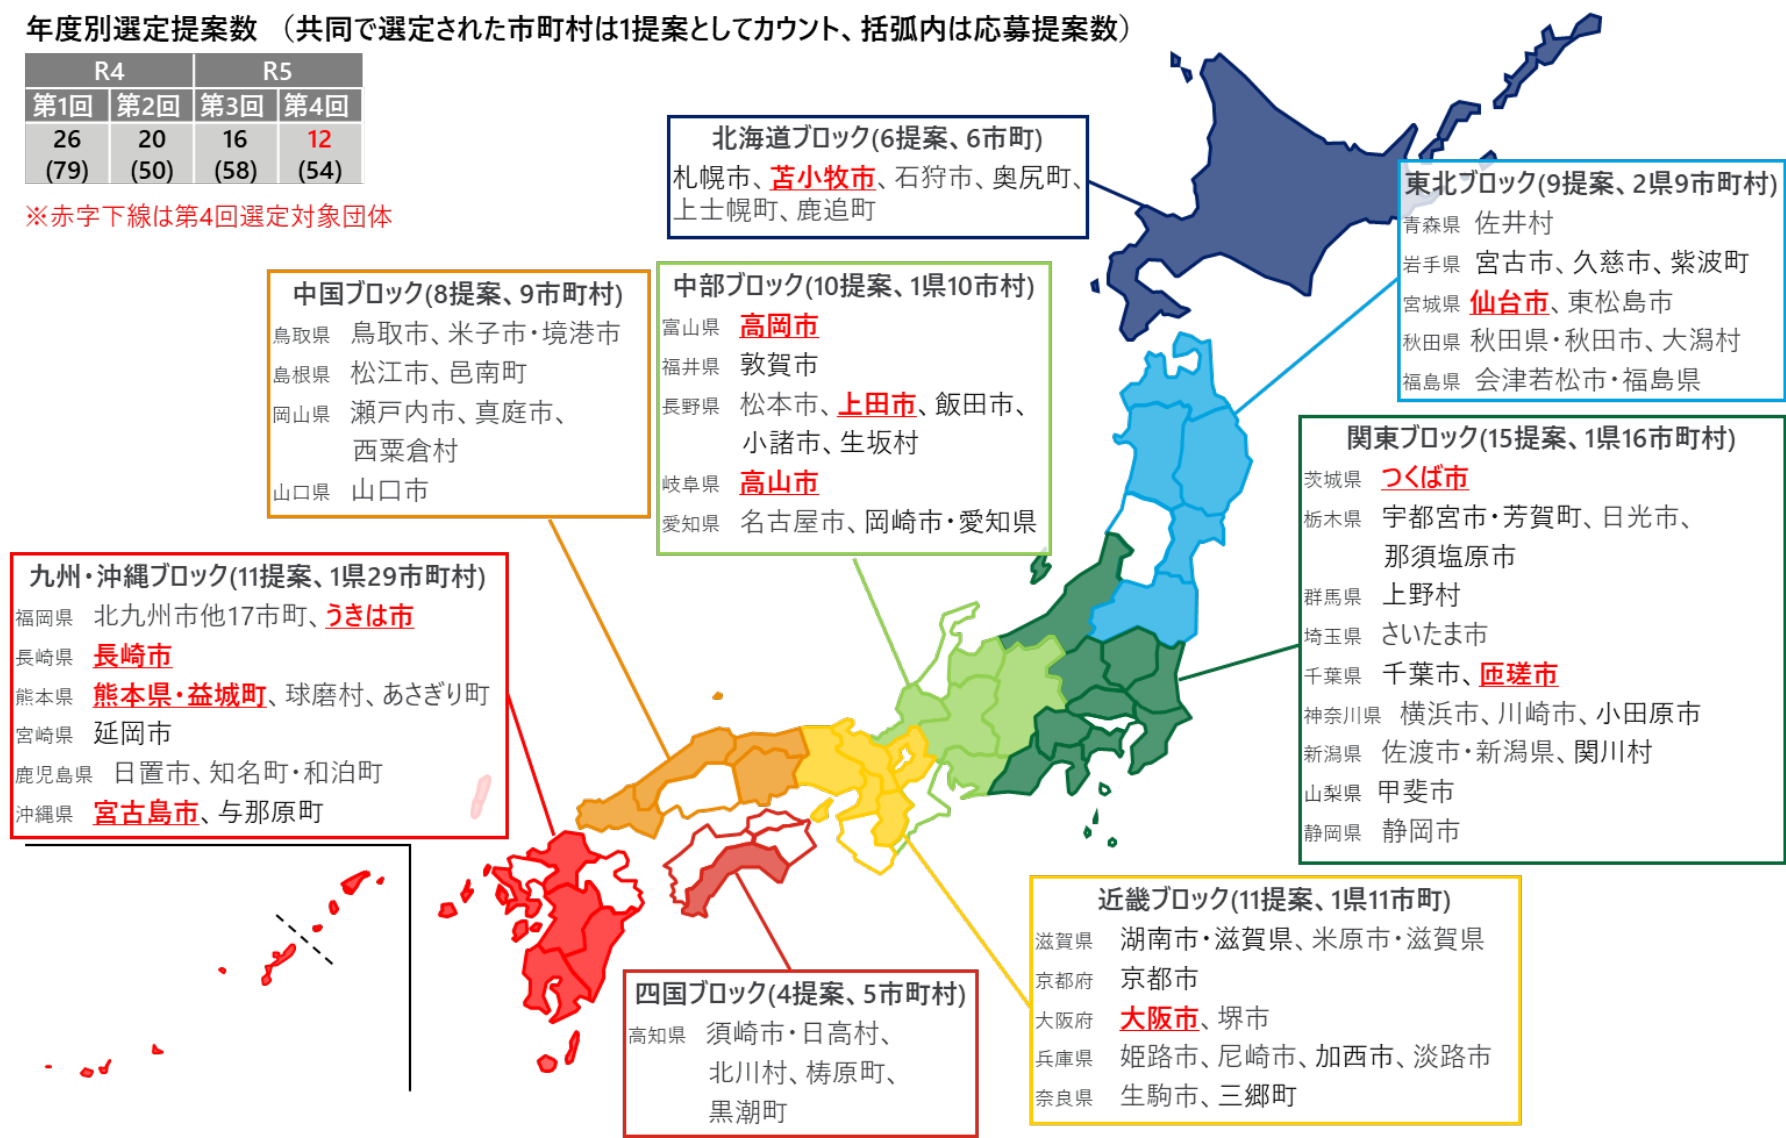 年度別選定提案数　（共同で選定された市町村は1提案としてカウント、括弧内は応募提案数）
R4 R5
第1回 第2回 第3回 第4回
26 20 16 12
(79) (50) (58) (54)
※赤字下線は第4回選定対象団体
北海道ブロック(6提案、6市町)
札幌市、苫小牧市、石狩市、奥尻町、
上士幌町、鹿追町
東北ブロック(9提案、2県9市町村)
青森県 佐井村
岩手県 宮古市、久慈市、紫波町
宮城県 仙台市、東松島市
秋田県 秋田県・秋田市、大潟村
福島県 会津若松市・福島県
中国ブロック(8提案、9市町村)
鳥取県 鳥取市、米子市・境港市
島根県 松江市、邑南町
岡山県 瀬戸内市、真庭市、
西粟倉村
山口県 山口市
中部ブロック(10提案、1県10市村)
富山県 高岡市
福井県 敦賀市
長野県 松本市、上田市、飯田市、
小諸市、生坂村
岐阜県 高山市
愛知県 名古屋市、岡崎市・愛知県
関東ブロック(15提案、1県16市町村)
茨城県 つくば市
栃木県 宇都宮市・芳賀町、日光市、
那須塩原市
群馬県 上野村
埼玉県 さいたま市
千葉県 千葉市、匝瑳市
神奈川県 横浜市、川崎市、小田原市
新潟県 佐渡市・新潟県、関川村
山梨県 甲斐市
静岡県 静岡市
九州・沖縄ブロック(11提案、1県29市町村)
福岡県 北九州市他17市町、うきは市
長崎県 長崎市
熊本県 熊本県・益城町、球磨村、あさぎり町
宮崎県 延岡市
鹿児島県 日置市、知名町・和泊町
沖縄県 宮古島市、与那原町
四国ブロック(4提案、5市町村)
高知県 須崎市・日高村、
北川村、梼原町、
黒潮町
近畿ブロック(11提案、1県11市町)
滋賀県 湖南市・滋賀県、米原市・滋賀県
京都府 京都市
大阪府 大阪市、堺市
兵庫県 姫路市、尼崎市、加西市、淡路市
奈良県 生駒市、三郷町